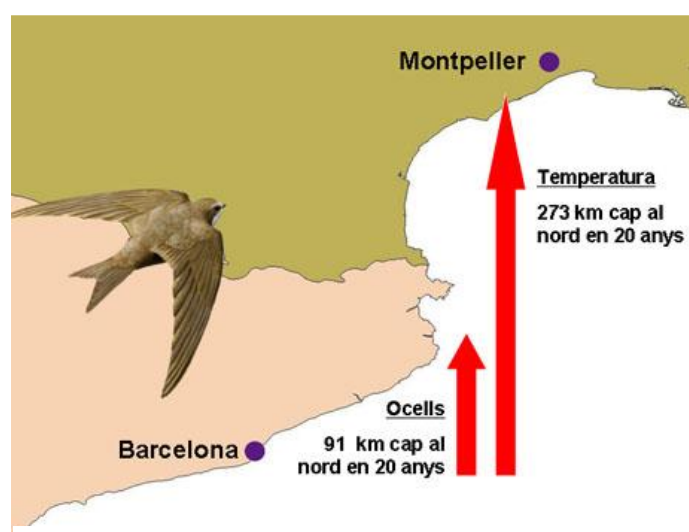 Montpeller
Temperatura
273 km cap al
nord en 20 anys
Ocells
91 km cap al
nord en 20 anys
Barcelona